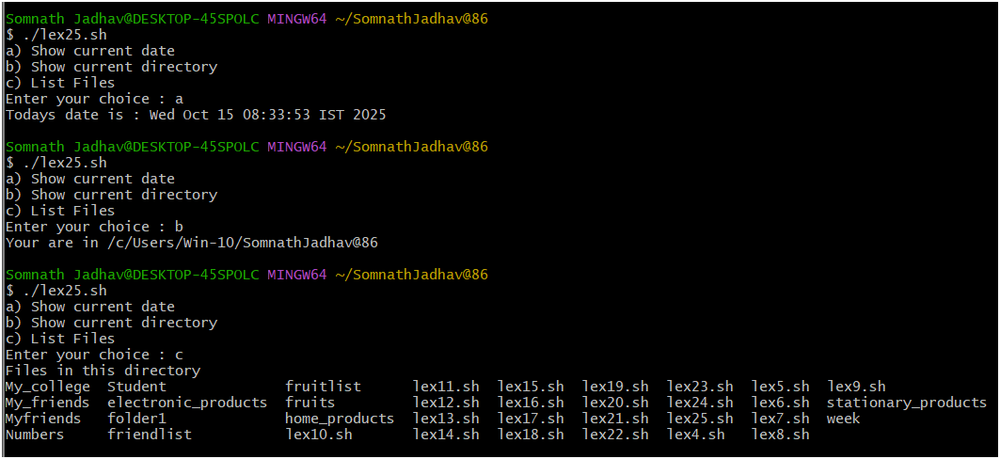 Somnath Jadhav@DESKTOP-45SPOLC MINGW64 ~/SomnathJadhav@86
$ ./lex25.sh
a) Show current date
b) Show current directory
c) List Files
Enter your choice : a
Todays date is : Wed Oct 15 08:33:53 IST 2025
Somnath Jadhav@DESKTOP-45SPOLC MINGW64 ~/SomnathJadhav@86
$ ./lex25.sh
a) Show current date
b) Show current directory
c) List Files
Enter your choice : b
Your are in /c/Users/Win-10/SomnathJadhav@86
Somnath Jadhav@DESKTOP-45SPOLC MINGW64 ~/SomnathJadhav@86
$ ./lex25.sh
a) Show current date
b) Show current directory
c) List Files
Enter your choice : c
Files in this directory
My_college  Student              fruitlist      lex11.sh  lex15.sh  lex19.sh  lex23.sh  lex5.sh  lex9.sh
My_friends  electronic_products  fruits         lex12.sh  lex16.sh  lex20.sh  lex24.sh  lex6.sh  stationary_products
Myfriends   folder1              home_products  lex13.sh  lex17.sh  lex21.sh  lex25.sh  lex7.sh  week
Numbers     friendlist           lex10.sh       lex14.sh  lex18.sh  lex22.sh  lex4.sh   lex8.sh